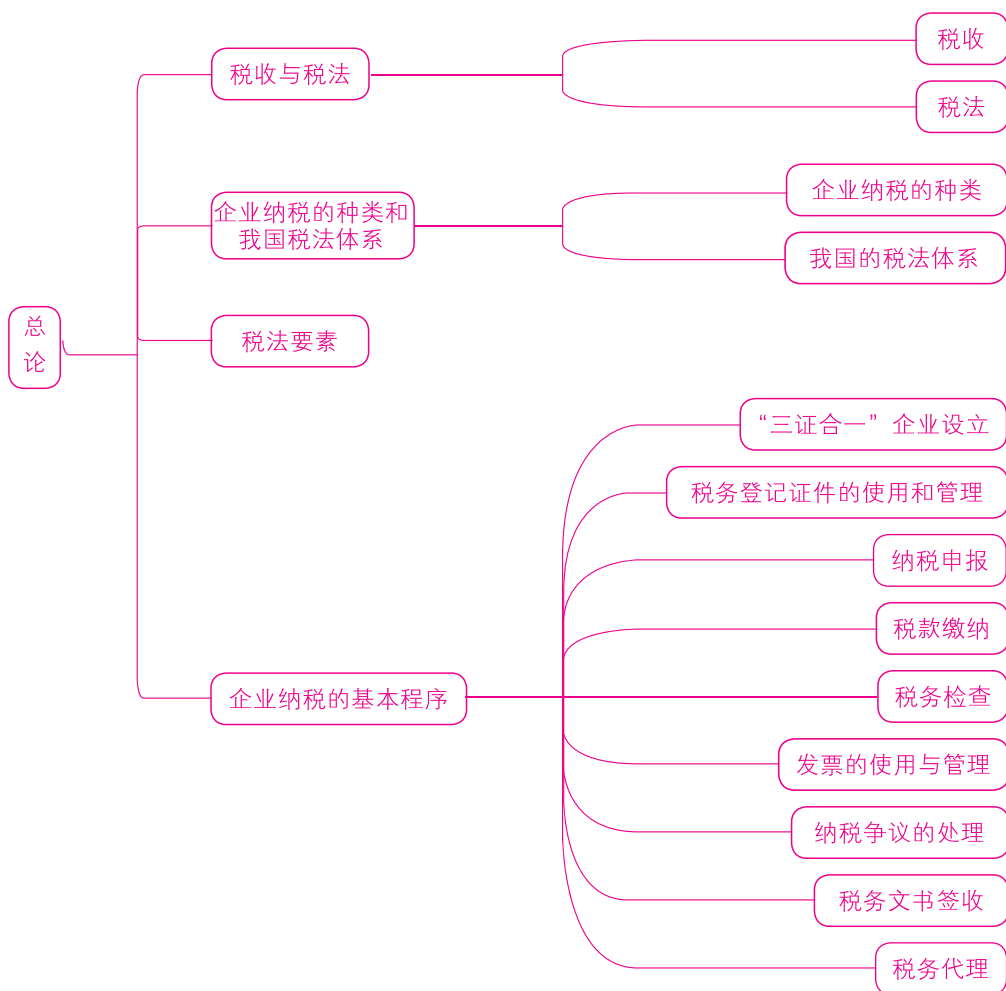 总
论
税收与税法
税收
税法
企业纳税的种类和
我国税法体系
企业纳税的种类
我国的税法体系
税法要素
企业纳税的基本程序
“三证合一”企业设立
税务登记证件的使用和管理
纳税申报
税款缴纳
税务检查
发票的使用与管理
纳税争议的处理
税务文书签收
税务代理